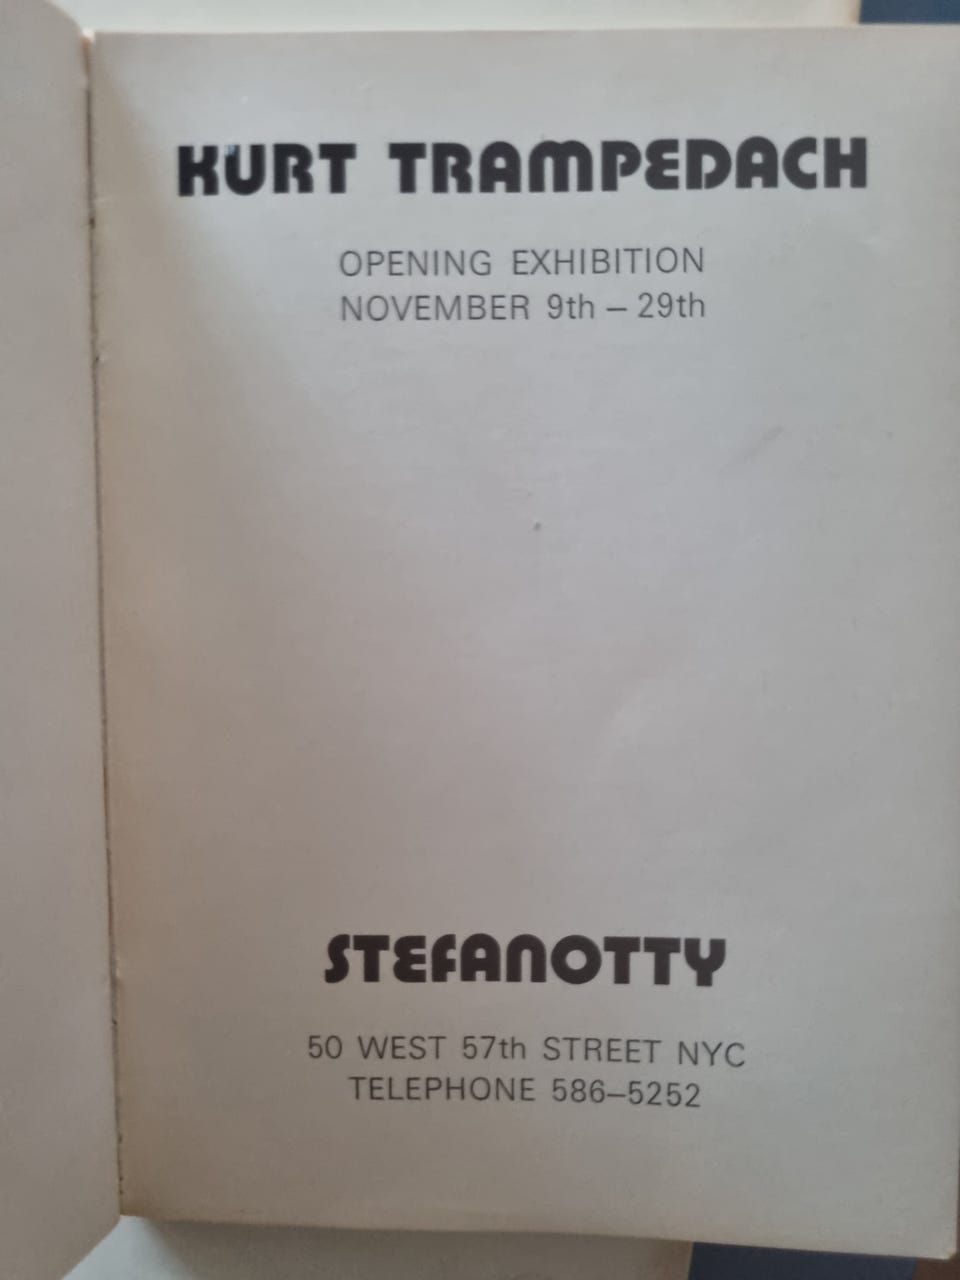 KURT TRAMPEDACH
OPENING EXHIBITION
NOVEMBER 9th – 29th
STEFANOTTY
50 WEST 57th STREET NYC
TELEPHONE 586–5252